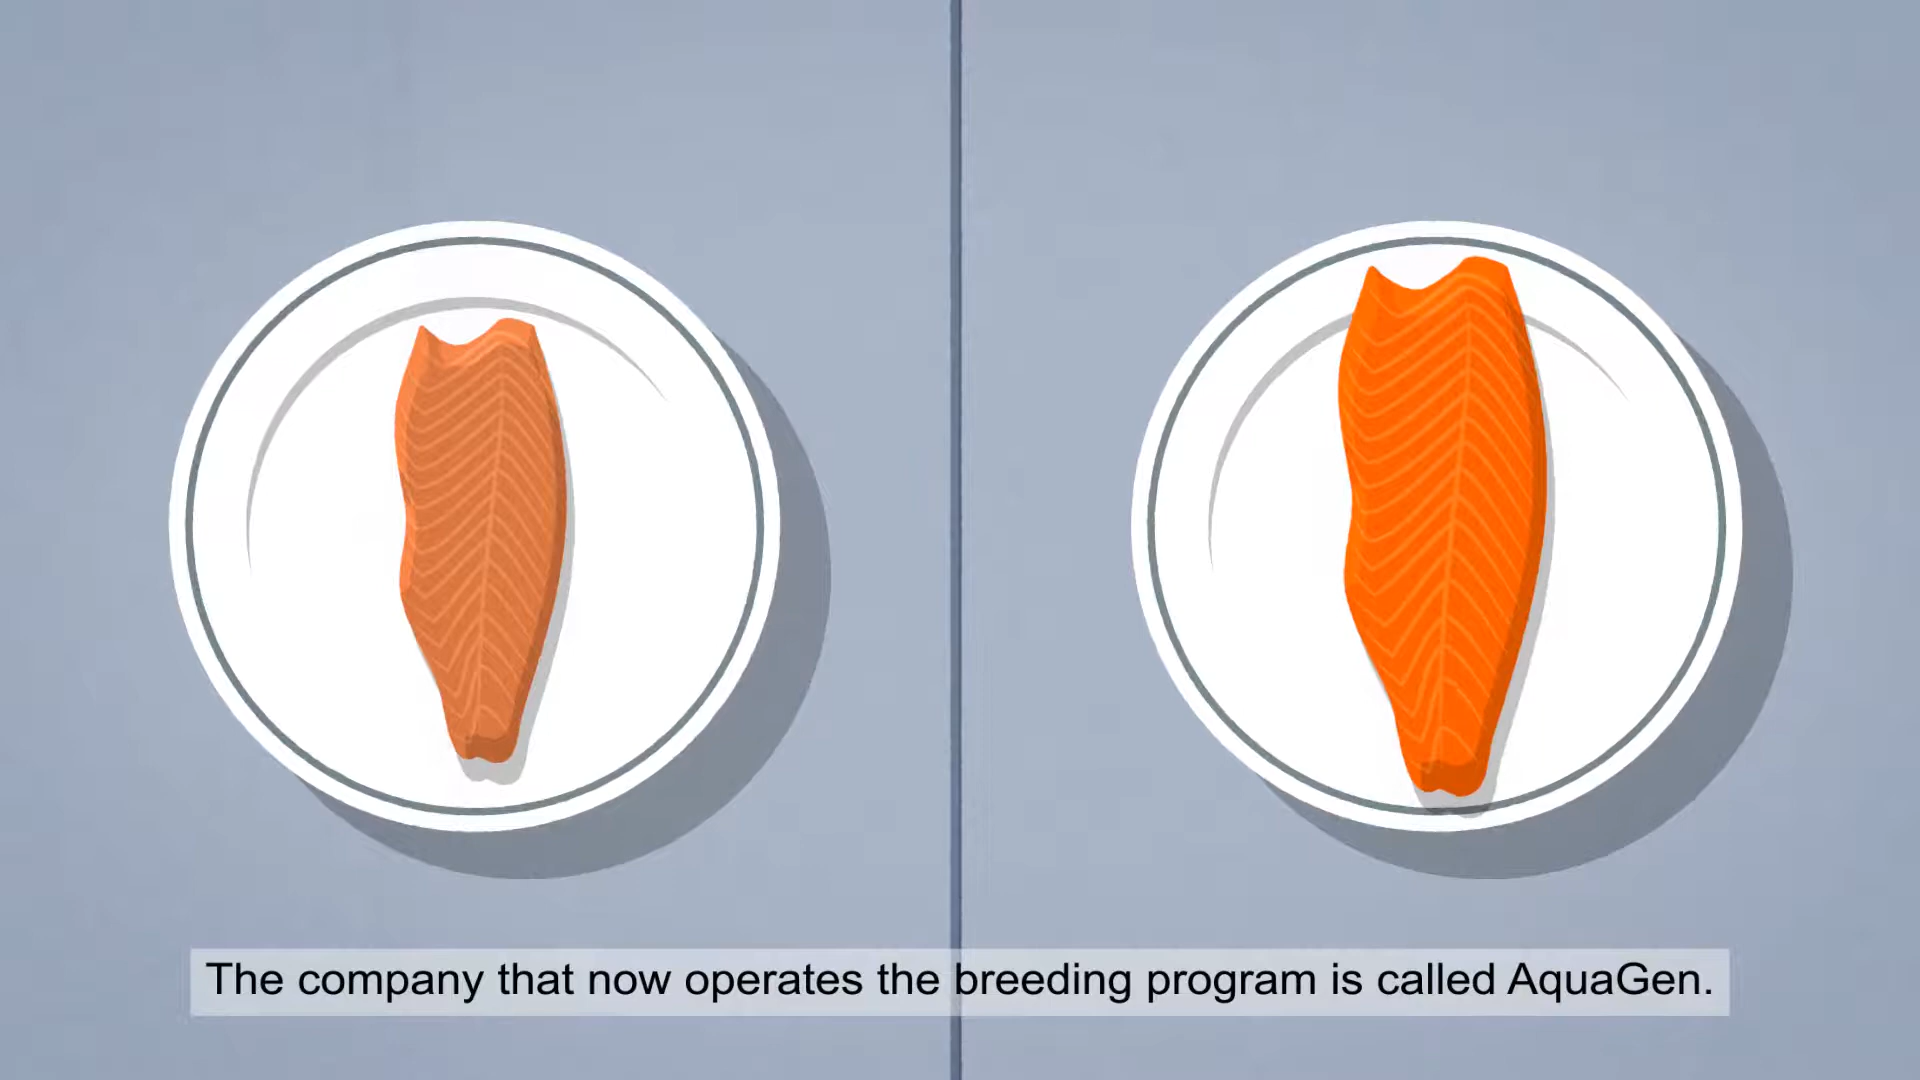 The company that now operates the breeding program is called AquaGen.